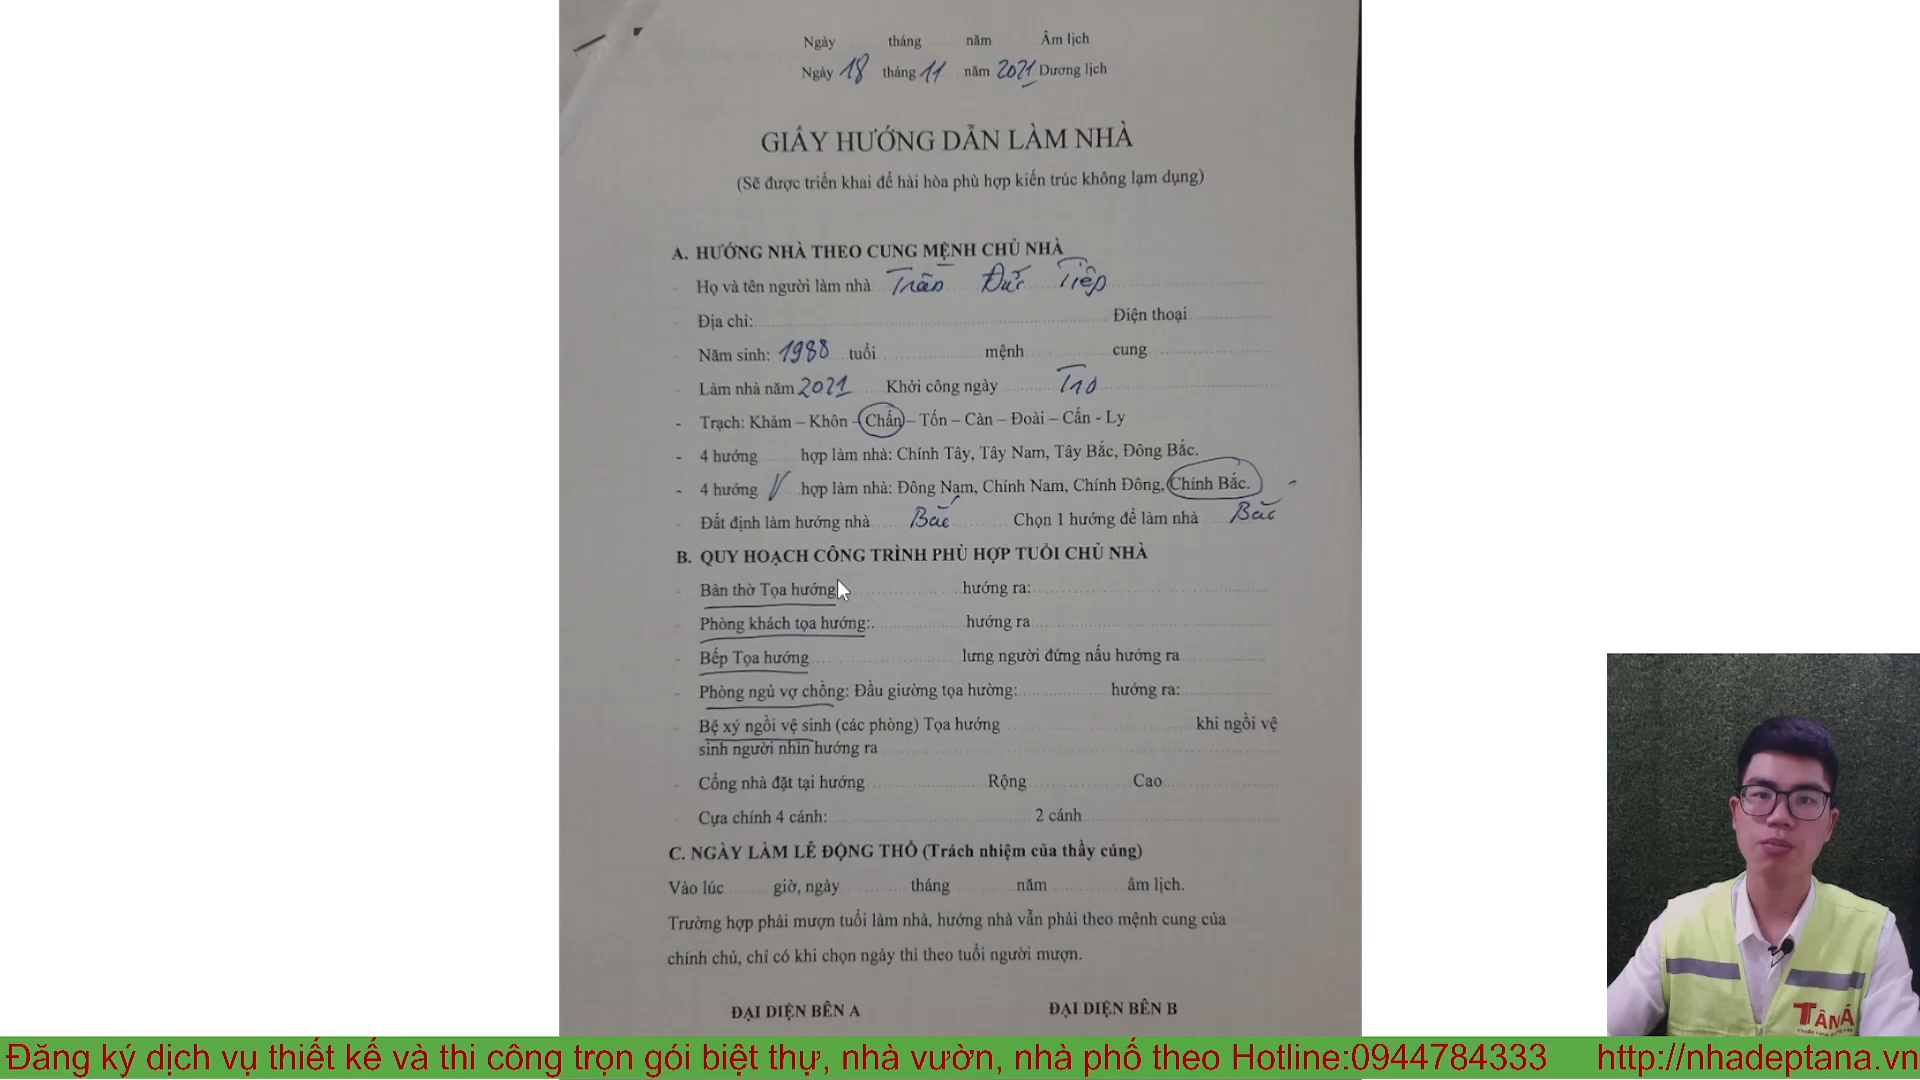 Ngày tháng năm Âm lịch
Ngày 18 tháng 11 năm 2021 Dương lịch
GIẤY HƯỚNG DẪN LÀM NHÀ
(Sẽ được triển khai để hài hòa phù hợp kiến trúc không lạm dụng)
A. HƯỚNG NHÀ THEO CUNG MỆNH CHỦ NHÀ
- Họ và tên người làm nhà Trần Đức Tiệp
- Địa chỉ: Điện thoại
- Năm sinh: 1988 tuổi mệnh cung
- Làm nhà năm 2021 Khởi công ngày Tro
- Trạch: Khảm – Khôn - Chấn – Tốn – Càn – Đoài – Cấn - Ly
- 4 hướng hợp làm nhà: Chính Tây, Tây Nam, Tây Bắc, Đông Bắc.
- 4 hướng V hợp làm nhà: Đông Nam, Chính Nam, Chính Đông, Chính Bắc.
- Đất định làm hướng nhà Bắc Chọn 1 hướng để làm nhà Bắc
B. QUY HOẠCH CÔNG TRÌNH PHÙ HỢP TUỔI CHỦ NHÀ
- Bàn thờ Tọa hướng hướng ra:
- Phòng khách tọa hướng: hướng ra
- Bếp Tọa hướng lưng người đứng nấu hướng ra
- Phòng ngủ vợ chồng: Đầu giường tọa hường: hướng ra:
- Bệ xý ngồi vệ sinh (các phòng) Tọa hướng khi ngồi vệ
sinh người nhìn hướng ra
- Cổng nhà đặt tại hướng Rộng Cao
- Cựa chính 4 cánh: 2 cánh
C. NGÀY LÀM LỄ ĐỘNG THỔ (Trách nhiệm của thầy cúng)
Vào lúc giờ, ngày tháng năm âm lịch.
Trường hợp phải mượn tuổi làm nhà, hướng nhà vẫn phải theo mệnh cung của
chính chủ, chỉ có khi chọn ngày thì theo tuổi người mượn.
ĐẠI DIỆN BÊN A ĐẠI DIỆN BÊN B
TÂN Á
Đăng ký dịch vụ thiết kế và thi công trọn gói biệt thự, nhà vườn, nhà phố theo Hotline:0944784333 http://nhadeptana.vn